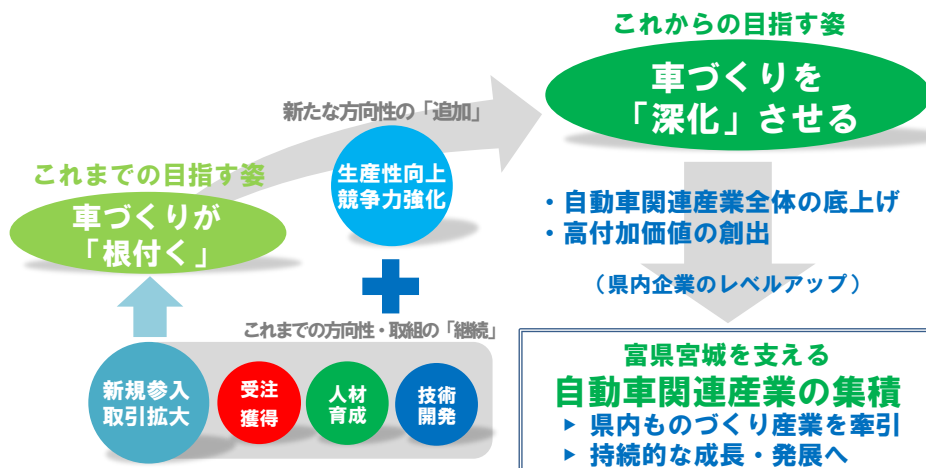 これからの目指す姿
車づくりを
「深化」させる
新たな方向性の「追加」
生産性向上
競争力強化
これまでの目指す姿
車づくりが
「根付く」
・自動車関連産業全体の底上げ
・高付加価値の創出
（県内企業のレベルアップ）
これまでの方向性・取組の「継続」
新規参入
取引拡大
受注
獲得
人材
育成
技術
開発
富県宮城を支える
自動車関連産業の集積
▶ 県内ものづくり産業を牽引
▶ 持続的な成長・発展へ